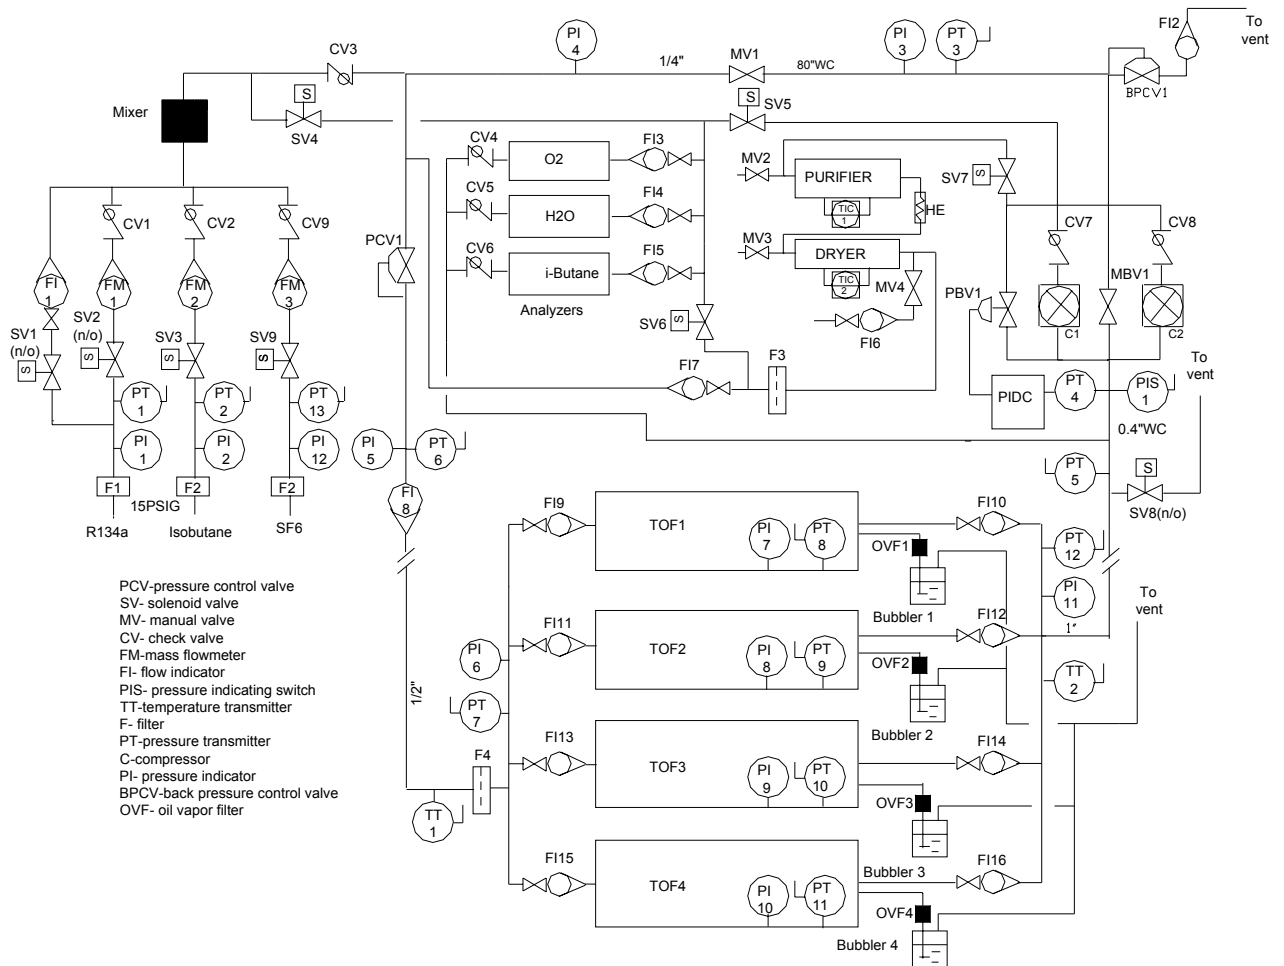 FI2
To
vent
PI
4
PI
3
PT
3
CV3
1/4"
MV1
80"WC
BPCV1
Mixer
S
SV4
S
SV5
CV4
O2
FI3
MV2
PURIFIER
TIC
1
SV7
S
HE
CV1
CV2
CV9
PCV1
CV5
H2O
FI4
MV3
DRYER
TIC
2
MV4
CV7
CV8
MBV1
CV6
i-Butane
FI5
Analyzers
PBV1
C1
C2
FI
1
FM
1
FM
2
FM
3
SV1
(n/o)
S
SV2
(n/o)
S
SV3
S
SV9
S
SV6
S
FI6
FI7
F3
PIDC
PT
4
PIS
1
To
vent
PT
1
PT
2
PT
13
0.4"WC
PI
1
PI
2
PI
12
PI
5
PT
6
PT
5
S
SV8(n/o)
F1
15PSIG
F2
F2
R134a
Isobutane
SF6
FI
8
FI9
TOF1
PI
7
PT
8
FI10
OVF1
Bubbler 1
PT
12
PI
11
1"
To
vent
PCV-pressure control valve
SV- solenoid valve
MV- manual valve
CV- check valve
FM-mass flowmeter
FI- flow indicator
PIS- pressure indicating switch
TT-temperature transmitter
F- filter
PT-pressure transmitter
C-compressor
PI- pressure indicator
BPCV-back pressure control valve
OVF- oil vapor filter
1/2"
PI
6
PT
7
FI11
TOF2
PI
8
PT
9
FI12
OVF2
Bubbler 2
TT
2
F4
TT
1
FI13
TOF3
PI
9
PT
10
FI14
OVF3
Bubbler 3
FI15
TOF4
PI
10
PT
11
FI16
OVF4
Bubbler 4